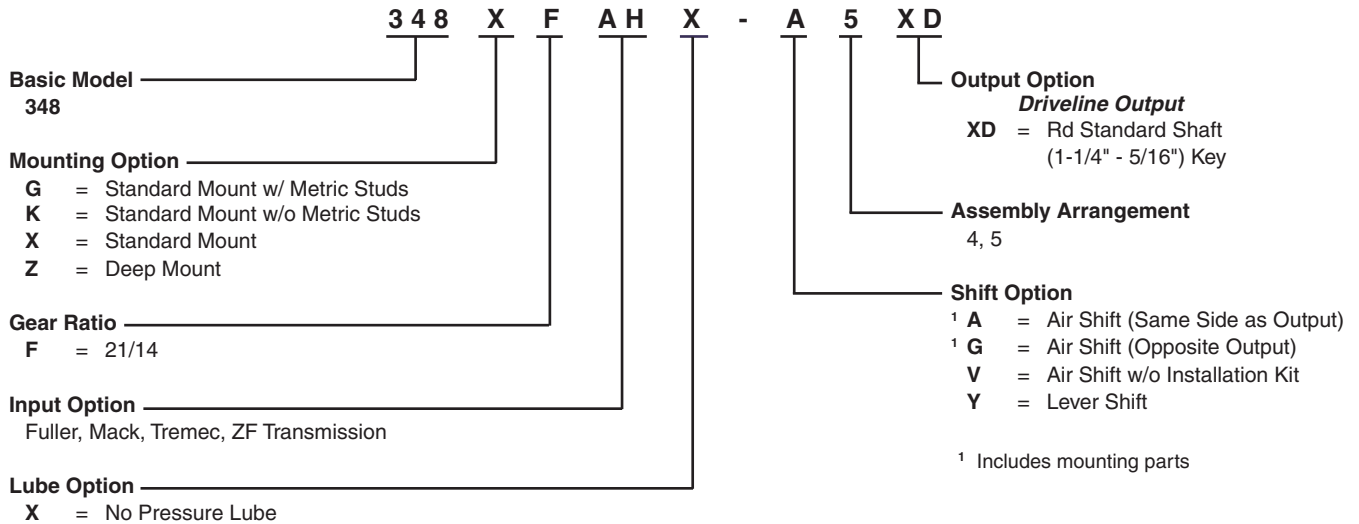 348 X F AH X - A 5 XD
Basic Model
348
Mounting Option
G = Standard Mount w/ Metric Studs
K = Standard Mount w/o Metric Studs
X = Standard Mount
Z = Deep Mount
Gear Ratio
F = 21/14
Input Option
Fuller, Mack, Tremec, ZF Transmission
Lube Option
X = No Pressure Lube
Output Option
Driveline Output
XD = Rd Standard Shaft
(1-1/4" - 5/16") Key
Assembly Arrangement
4, 5
Shift Option
1 A = Air Shift (Same Side as Output)
1 G = Air Shift (Opposite Output)
V = Air Shift w/o Installation Kit
Y = Lever Shift
1 Includes mounting parts